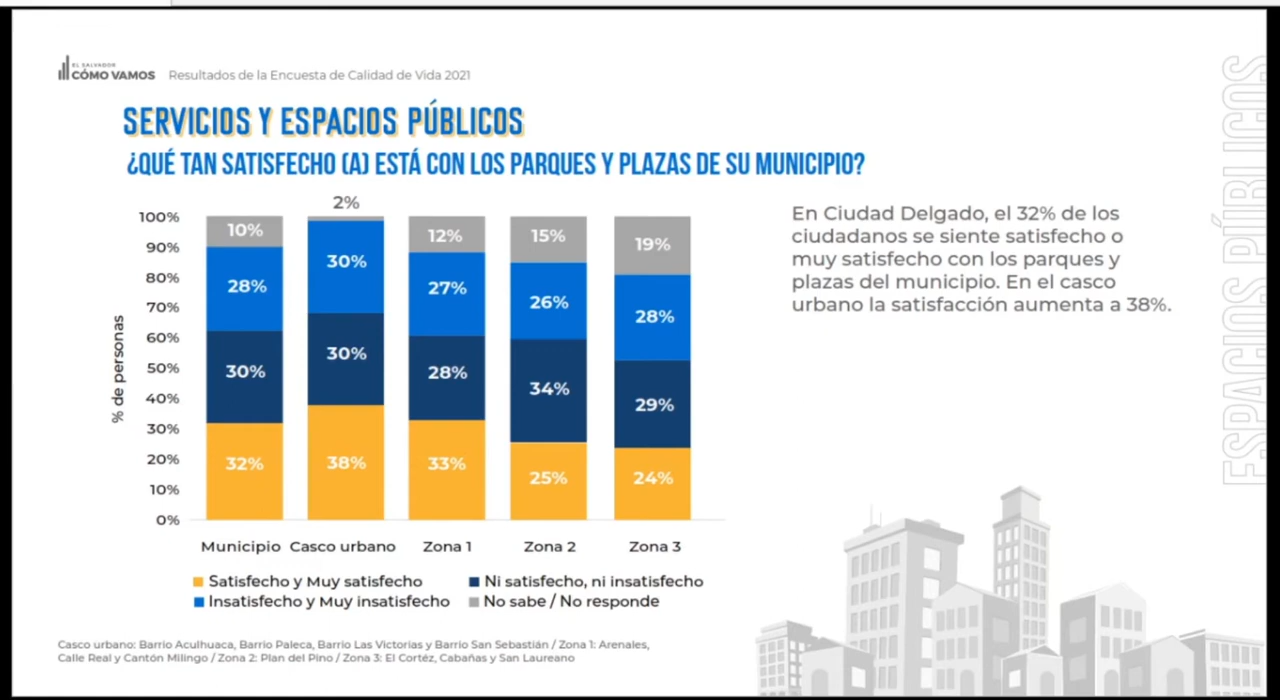 EL SALVADOR
CÓMO VAMOS
Resultados de la Encuesta de Calidad de Vida 2021
SERVICIOS Y ESPACIOS PÚBLICOS
¿QUÉ TAN SATISFECHO (A) ESTÁ CON LOS PARQUES Y PLAZAS DE SU MUNICIPIO?
2%
100%
90%
80%
70%
60%
50%
40%
30%
20%
10%
0%
% de personas
10% 12% 15% 19%
28% 30% 27% 26% 28%
30% 30% 28% 34% 29%
32% 38% 33% 25% 24%
Municipio Casco urbano Zona 1 Zona 2 Zona 3
Satisfecho y Muy satisfecho
Ni satisfecho, ni insatisfecho
Insatisfecho y Muy insatisfecho
No sabe / No responde
En Ciudad Delgado, el 32% de los
ciudadanos se siente satisfecho o
muy satisfecho con los parques y
plazas del municipio. En el casco
urbano la satisfacción aumenta a 38%.
ESPACIOS PÚBLICOS
Casco urbano: Barrio Aculhuaca, Barrio Paleca, Barrio Las Victorias y Barrio San Sebastián / Zona 1: Arenales,
Calle Real y Cantón Milingo / Zona 2: Plan del Pino / Zona 3: El Cortéz, Cabañas y San Laureano